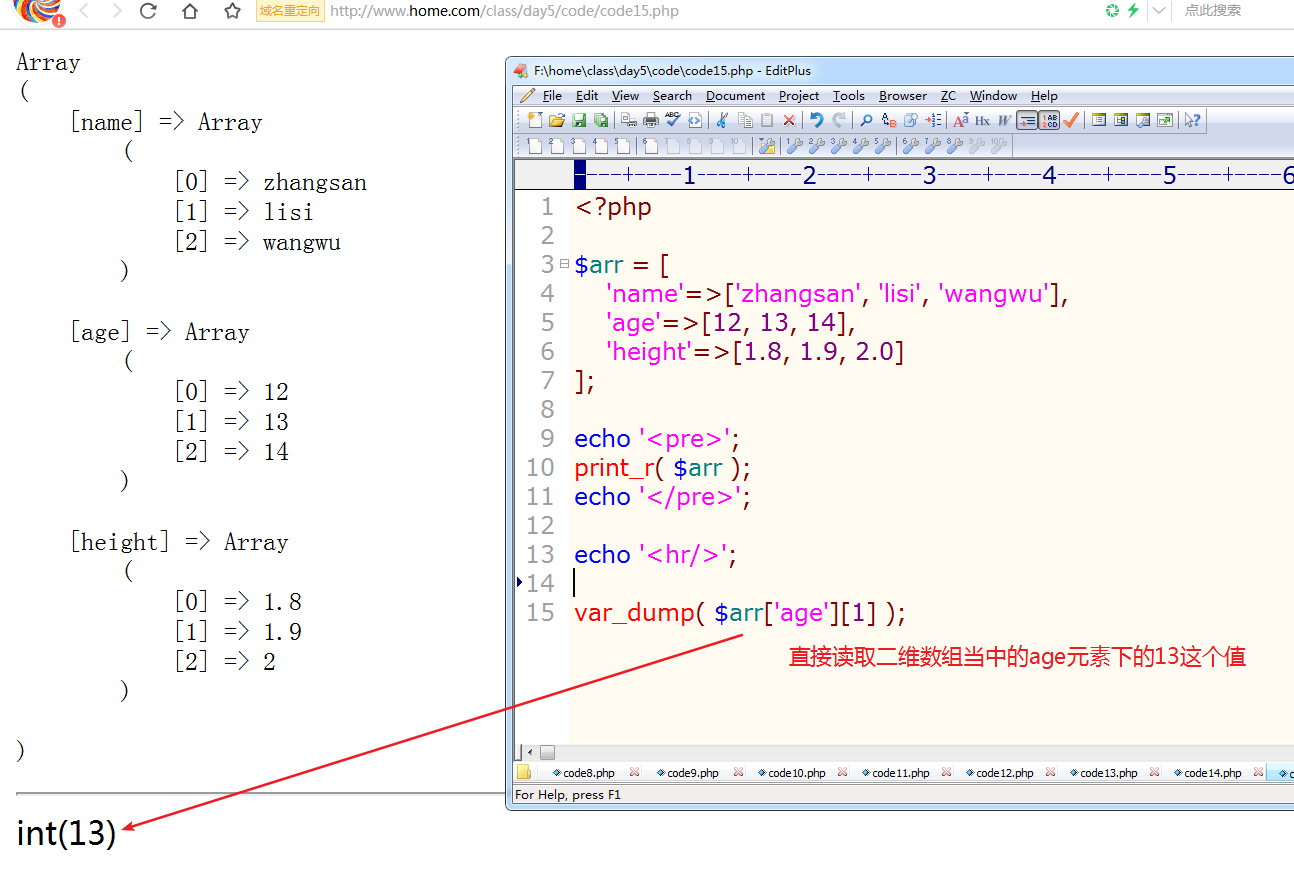 域名重定向 http://www.home.com/class/day5/code/code15.php 点此搜索
Array
(
[name] => Array
(
[0] => zhangsan
[1] => lisi
[2] => wangwu
)
[age] => Array
(
[0] => 12
[1] => 13
[2] => 14
)
[height] => Array
(
[0] => 1.8
[1] => 1.9
[2] => 2
)
)
int(13)
F:\home\class\day5\code\code15.php - EditPlus
File Edit View Search Document Project Tools Browser ZC Window Help
----+----1----+----2----+----3----+----4----+----5----+----6
1 <?php
2
3 $arr = [
4 'name'=>['zhangsan', 'lisi', 'wangwu'],
5 'age'=>[12, 13, 14],
6 'height'=>[1.8, 1.9, 2.0]
7 ];
8
9 echo '<pre>';
10 print_r( $arr );
11 echo '</pre>';
12
13 echo '<hr/>';
14
15 var_dump( $arr['age'][1] );
直接读取二维数组当中的age元素下的13这个值
code8.php code9.php code10.php code11.php code12.php code13.php code14.php
For Help, press F1